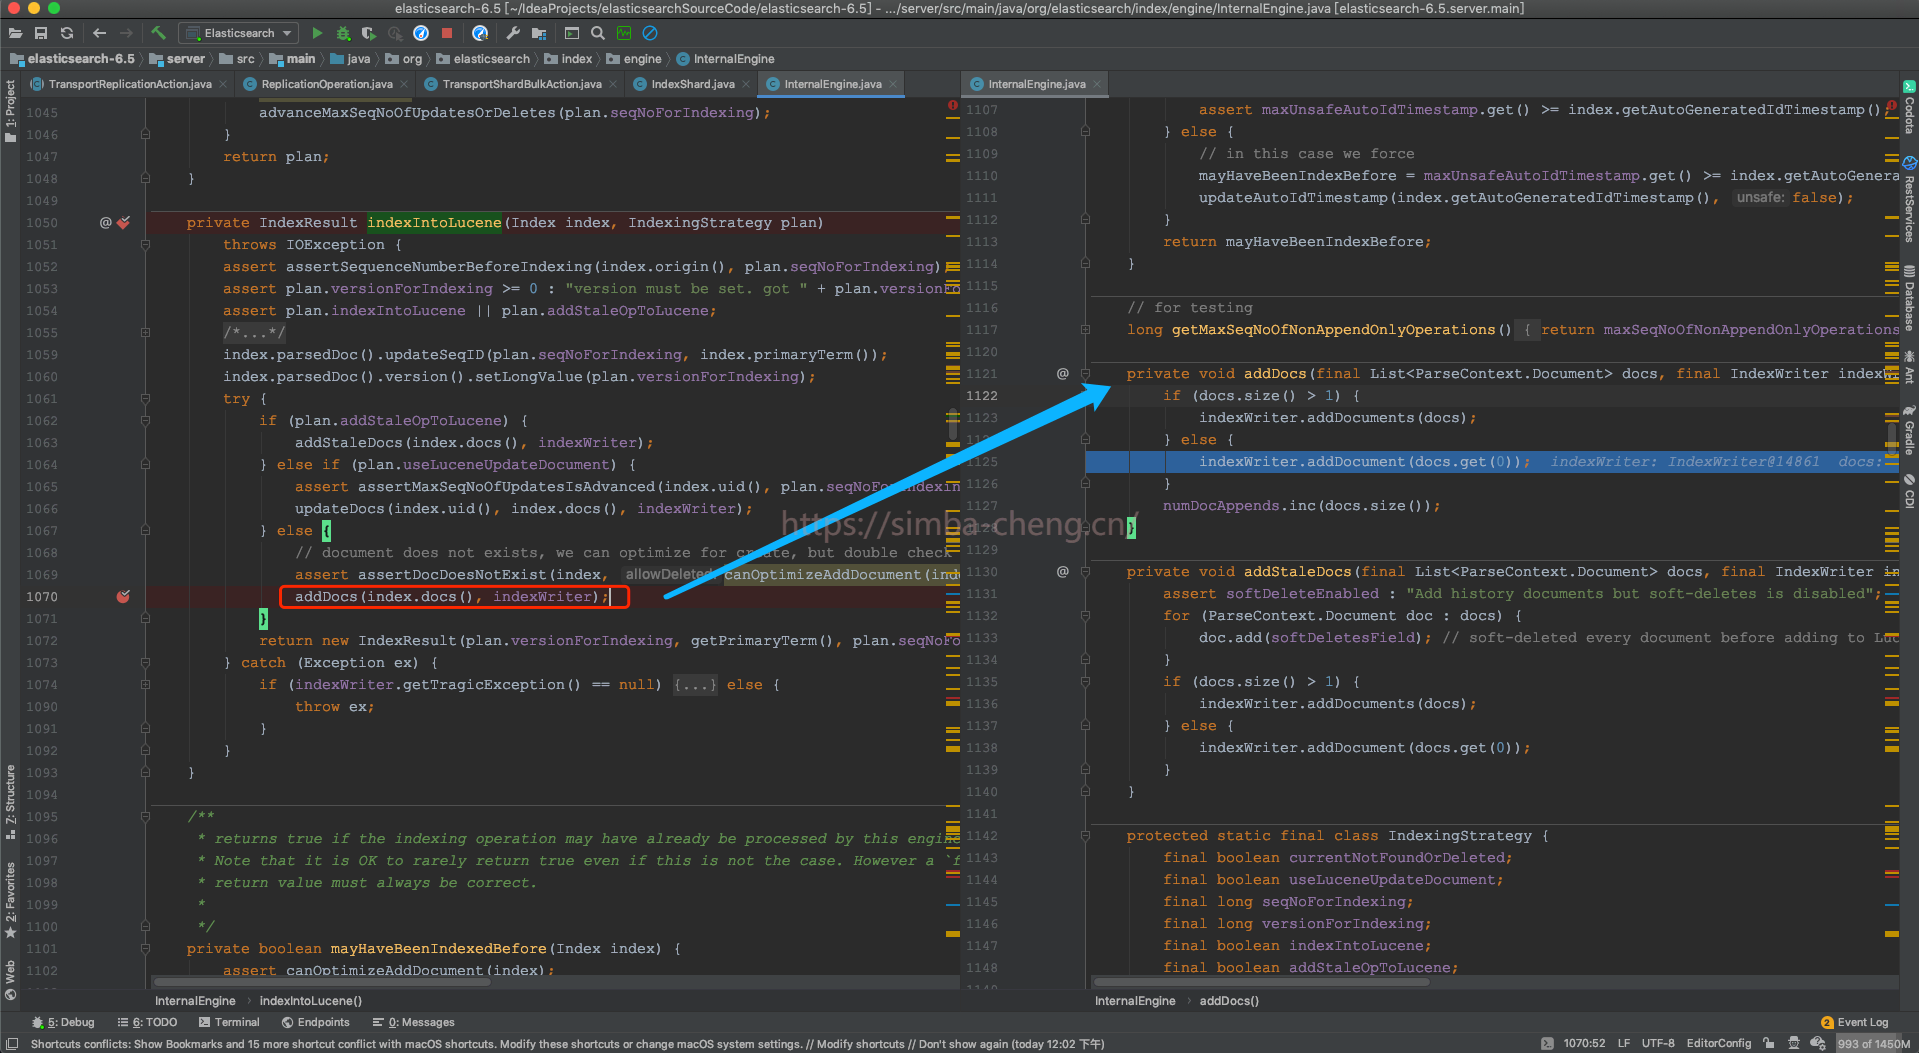 elasticsearch-6.5 [~/IdeaProjects/elasticsearchSourceCode/elasticsearch-6.5] - .../server/src/main/java/org/elasticsearch/index/engine/InternalEngine.java [elasticsearch-6.5.server.main]
Elasticsearch
elasticsearch-6.5 server src main java org elasticsearch index engine InternalEngine
TransportReplicationAction.java ReplicationOperation.java TransportShardBulkAction.java IndexShard.java InternalEngine.java
1045 advanceMaxSeqNoOfUpdatesOrDeletes(plan.seqNoForIndexing);
1046 }
1047 return plan;
1048 }
1049
1050 @ private IndexResult indexIntoLucene(Index index, IndexingStrategy plan)
1051 throws IOException {
1052 assert assertSequenceNumberBeforeIndexing(index.origin(), plan.seqNoForIndexing);
1053 assert plan.versionForIndexing >= 0 : "version must be set. got " + plan.versionFo
1054 assert plan.indexIntoLucene || plan.addStaleOpToLucene;
1055 /*...*/
1059 index.parsedDoc().updateSeqID(plan.seqNoForIndexing, index.primaryTerm());
1060 index.parsedDoc().version().setLongValue(plan.versionForIndexing);
1061 try {
1062 if (plan.addStaleOpToLucene) {
1063 addStaleDocs(index.docs(), indexWriter);
1064 } else if (plan.useLuceneUpdateDocument) {
1065 assert assertMaxSeqNoOfUpdatesIsAdvanced(index.uid(), plan.seqNoForIndexin
1066 updateDocs(index.uid(), index.docs(), indexWriter);
1067 } else {
1068 // document does not exists, we can optimize for create, but double check
1069 assert assertDocDoesNotExist(index, allowDeleted: canOptimizeAddDocument(inde
1070 addDocs(index.docs(), indexWriter);
1071 }
1072 return new IndexResult(plan.versionForIndexing, getPrimaryTerm(), plan.seqNoFo
1073 } catch (Exception ex) {
1074 if (indexWriter.getTragicException() == null) {...} else {
1090 throw ex;
1091 }
1092 }
1093 }
1094
1095 /**
1096 * returns true if the indexing operation may have already be processed by this engine
1097 * Note that it is OK to rarely return true even if this is not the case. However a `f
1098 * return value must always be correct.
1099 *
1100 */
1101 private boolean mayHaveBeenIndexedBefore(Index index) {
1102 assert canOptimizeAddDocument(index);
InternalEngine indexIntoLucene()
InternalEngine.java
1107 assert maxUnsafeAutoIdTimestamp.get() >= index.getAutoGeneratedIdTimestamp();
1108 } else {
1109 // in this case we force
1110 mayHaveBeenIndexBefore = maxUnsafeAutoIdTimestamp.get() >= index.getAutoGenera
1111 updateAutoIdTimestamp(index.getAutoGeneratedIdTimestamp(), unsafe: false);
1112 }
1113 return mayHaveBeenIndexBefore;
1114 }
1115
1116 // for testing
1117 long getMaxSeqNoOfNonAppendOnlyOperations() { return maxSeqNoOfNonAppendOnlyOperations
1120
1121 @ private void addDocs(final List<ParseContext.Document> docs, final IndexWriter indexW
1122 if (docs.size() > 1) {
1123 indexWriter.addDocuments(docs);
} else {
1125 indexWriter.addDocument(docs.get(0)); indexWriter: IndexWriter@14861 docs:
1126 }
1127 numDocAppends.inc(docs.size());
1128 }
1129
1130 @ private void addStaleDocs(final List<ParseContext.Document> docs, final IndexWriter in
1131 assert softDeleteEnabled : "Add history documents but soft-deletes is disabled";
1132 for (ParseContext.Document doc : docs) {
1133 doc.add(softDeletesField); // soft-deleted every document before adding to Luc
1134 }
1135 if (docs.size() > 1) {
1136 indexWriter.addDocuments(docs);
1137 } else {
1138 indexWriter.addDocument(docs.get(0));
1139 }
1140 }
1141
1142 protected static final class IndexingStrategy {
1143 final boolean currentNotFoundOrDeleted;
1144 final boolean useLuceneUpdateDocument;
1145 final long seqNoForIndexing;
1146 final long versionForIndexing;
1147 final boolean indexIntoLucene;
1148 final boolean addStaleOpToLucene;
InternalEngine addDocs()
https://simba-cheng.cn/
1: Project
Z: Structure
2: Favorites
Web
Codota
RestServices
Database
Ant
Gradle
CDI
5: Debug 6: TODO Terminal Endpoints 0: Messages 2 Event Log
Shortcuts conflicts: Show Bookmarks and 15 more shortcut conflict with macOS shortcuts. Modify these shortcuts or change macOS system settings. // Modify shortcuts // Don't show again (today 12:02 下午) 1070:52 LF UTF-8 EditorConfig 993 of 1450M